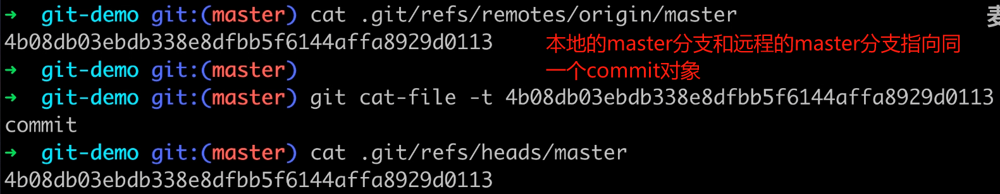 ➜ git-demo git:(master) cat .git/refs/remotes/origin/master
4b08db03ebdb338e8dfbb5f6144affa8929d0113
本地的master分支和远程的master分支指向同
➜ git-demo git:(master)
一个commit对象
➜ git-demo git:(master) git cat-file -t 4b08db03ebdb338e8dfbb5f6144affa8929d0113
commit
➜ git-demo git:(master) cat .git/refs/heads/master
4b08db03ebdb338e8dfbb5f6144affa8929d0113